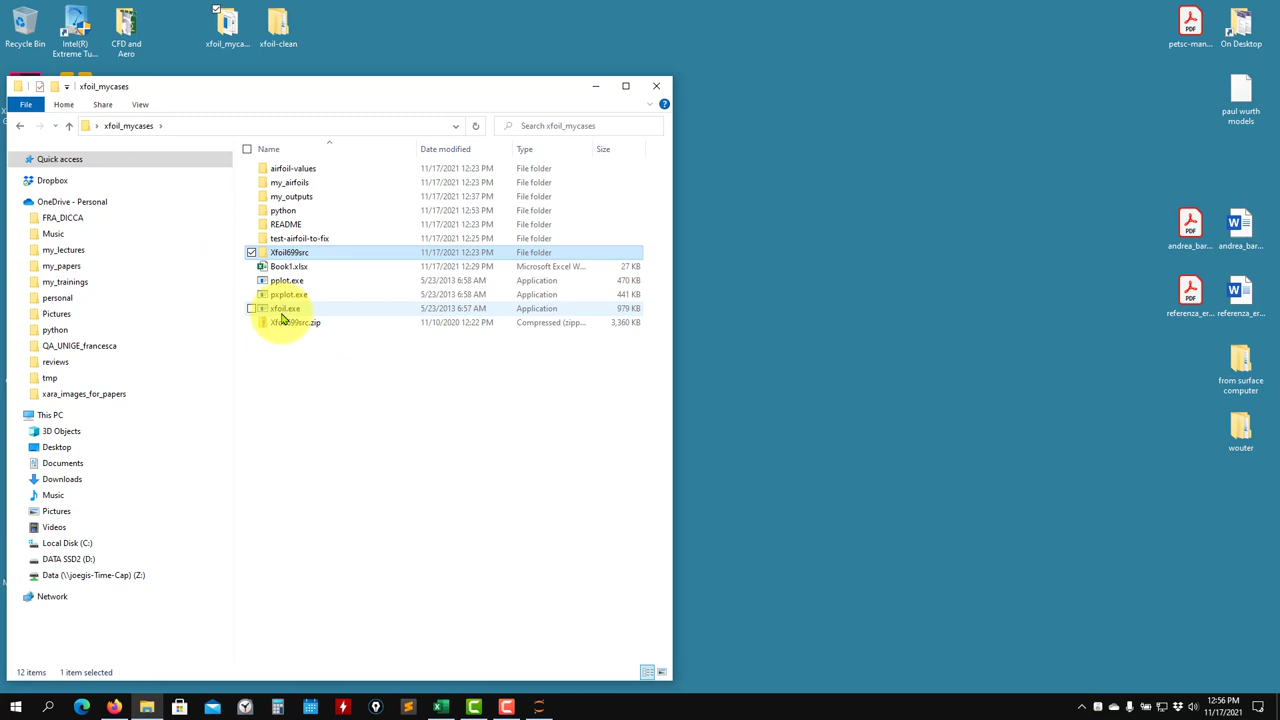 Recycle Bin
Intel(R) Extreme Tu...
CFD and Aero
xfoil_myca...
xfoil-clean
petsc-man...
On Desktop
xfoil_mycases
File
Home
Share
View
xfoil_mycases
Search xfoil_mycases
Name
Date modified
Type
Size
Quick access
Dropbox
OneDrive - Personal
FRA_DICCA
Music
my_lectures
my_papers
my_trainings
personal
Pictures
python
QA_UNIGE_francesca
reviews
tmp
xara_images_for_papers
This PC
3D Objects
Desktop
Documents
Downloads
Music
Pictures
Videos
Local Disk (C:)
DATA SSD2 (D:)
Data (\\joegis-Time-Cap) (Z:)
Network
airfoil-values 11/17/2021 12:23 PM File folder
my_airfoils 11/17/2021 12:23 PM File folder
my_outputs 11/17/2021 12:37 PM File folder
python 11/17/2021 12:53 PM File folder
README 11/17/2021 12:23 PM File folder
test-airfoil-to-fix 11/17/2021 12:25 PM File folder
Xfoil699src 11/17/2021 12:23 PM File folder
Book1.xlsx 11/17/2021 12:29 PM Microsoft Excel W... 27 KB
pplot.exe 5/23/2013 6:58 AM Application 470 KB
pxplot.exe 5/23/2013 6:58 AM Application 441 KB
xfoil.exe 5/23/2013 6:57 AM Application 979 KB
Xfoil699src.zip 11/10/2020 12:22 PM Compressed (zipp... 3,360 KB
12 items 1 item selected
paul wurth models
andrea_bar...
andrea_ba...
referenza_er...
referenza_er...
from surface computer
wouter
12:56 PM
11/17/2021